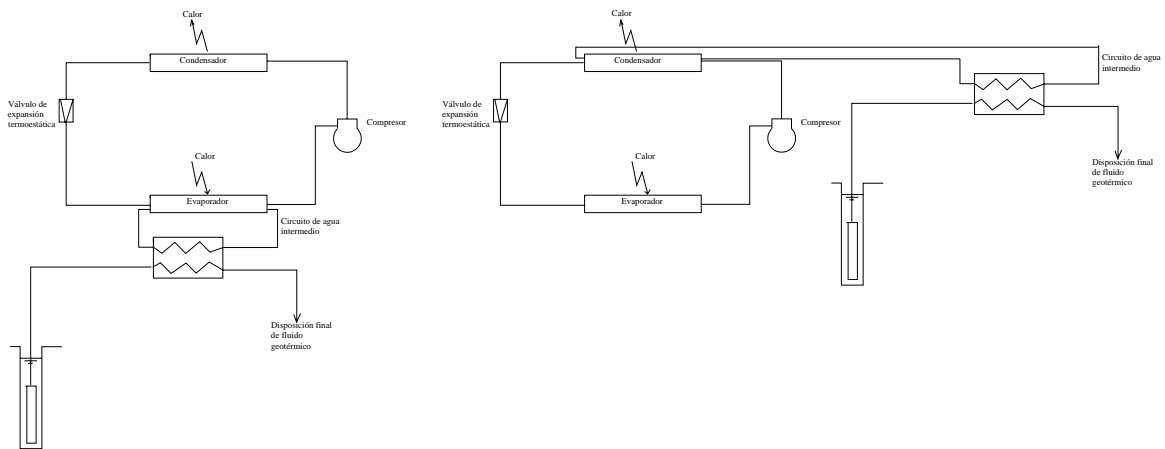 Calor
Condensador
Válvulo de
expansión
termoestática
Compresor
Calor
Evaporador
Circuito de agua
intermedio
Disposición final
de fluido
geotérmico
Calor
Condensador
Circuito de agua
intermedio
Válvulo de
expansión
termoestática
Compresor
Disposición final
de fluido
geotérmico
Calor
Evaporador